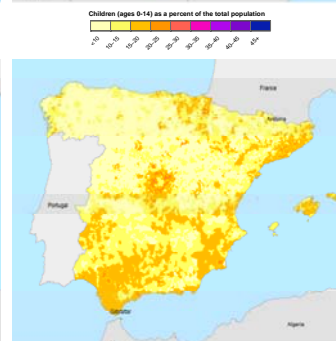 Children (ages 0-14) as a percent of the total population
<10
10–15
15–20
20–25
25–30
30–35
35–40
40–45
45+
France
Andorra
Portugal
Gibraltar
Algeria